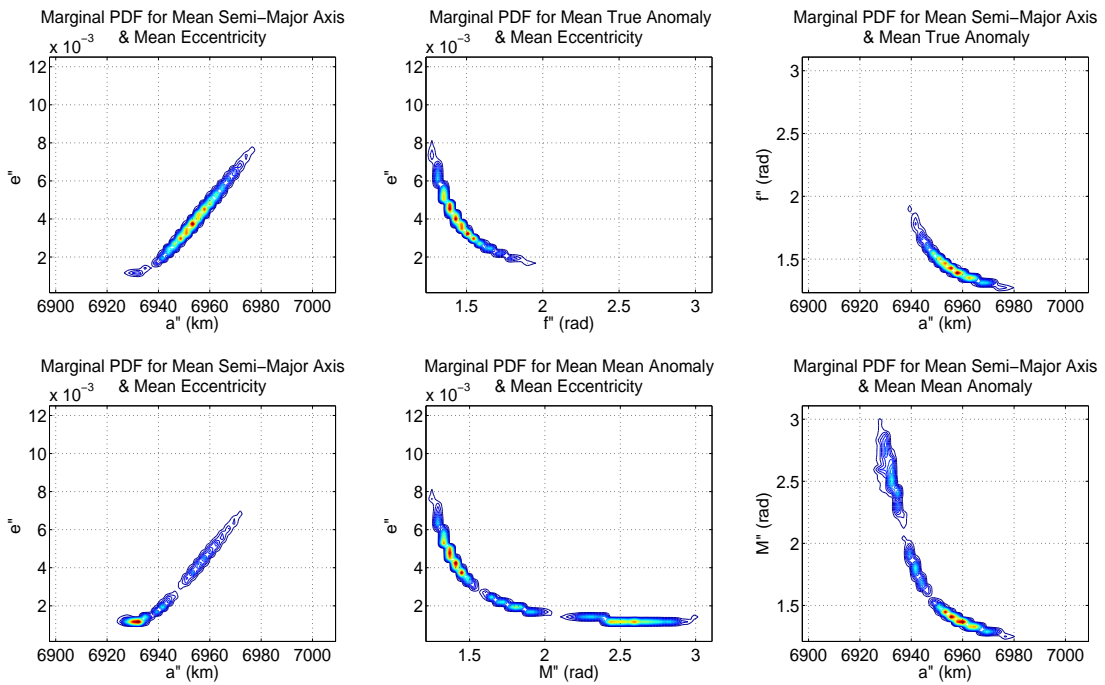 Marginal PDF for Mean Semi−Major Axis
& Mean Eccentricity
x 10⁻³
12
10
8
6
4
2
e"
6900 6920 6940 6960 6980 7000
a" (km)
Marginal PDF for Mean True Anomaly
& Mean Eccentricity
x 10⁻³
12
10
8
6
4
2
e"
1.5 2 2.5 3
f" (rad)
Marginal PDF for Mean Semi−Major Axis
& Mean True Anomaly
3
2.5
2
1.5
f" (rad)
6900 6920 6940 6960 6980 7000
a" (km)
Marginal PDF for Mean Semi−Major Axis
& Mean Eccentricity
x 10⁻³
12
10
8
6
4
2
e"
6900 6920 6940 6960 6980 7000
a" (km)
Marginal PDF for Mean Mean Anomaly
& Mean Eccentricity
x 10⁻³
12
10
8
6
4
2
e"
1.5 2 2.5 3
M" (rad)
Marginal PDF for Mean Semi−Major Axis
& Mean Mean Anomaly
3
2.5
2
1.5
M" (rad)
6900 6920 6940 6960 6980 7000
a" (km)